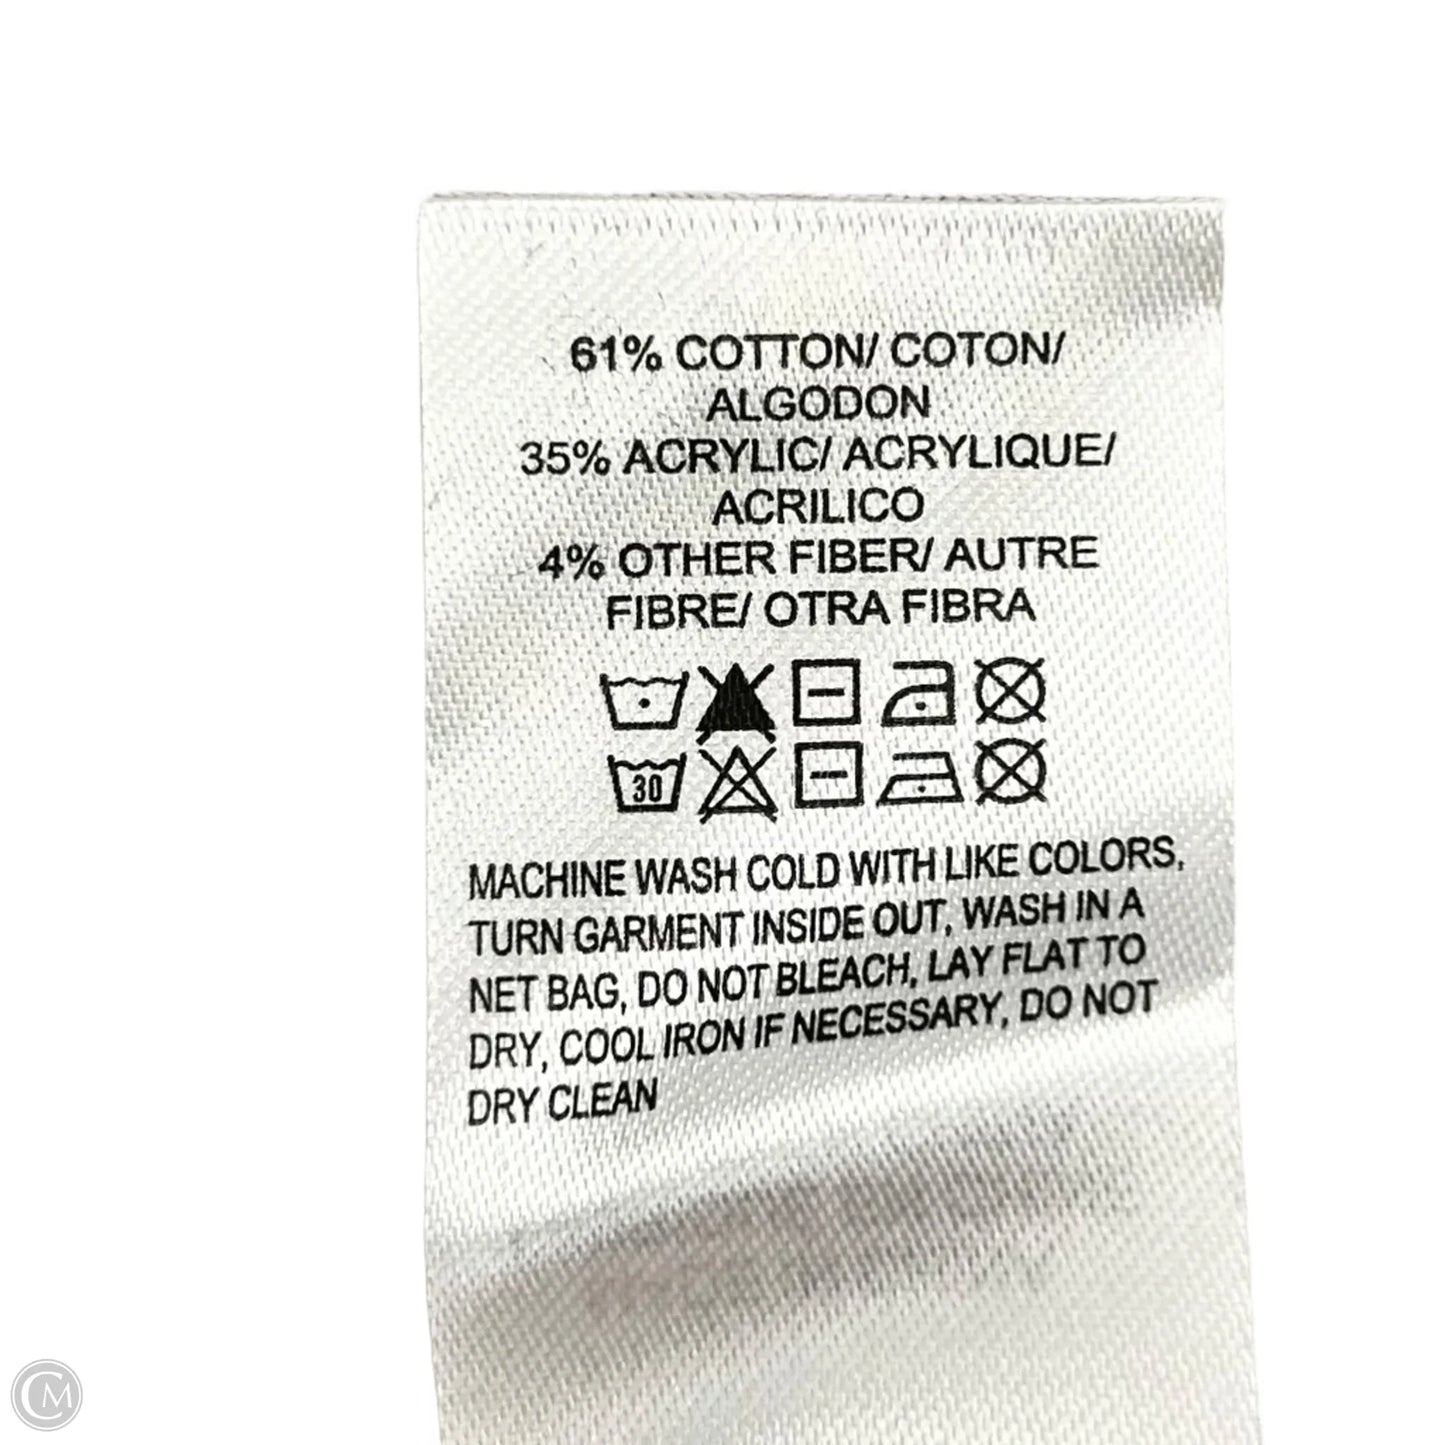 61% COTTON/ COTON/
ALGODON
35% ACRYLIC/ ACRYLIQUE/
ACRILICO
4% OTHER FIBER/ AUTRE
FIBRE/ OTRA FIBRA
30
MACHINE WASH COLD WITH LIKE COLORS,
TURN GARMENT INSIDE OUT, WASH IN A
NET BAG, DO NOT BLEACH, LAY FLAT TO
DRY, COOL IRON IF NECESSARY, DO NOT
DRY CLEAN
CM